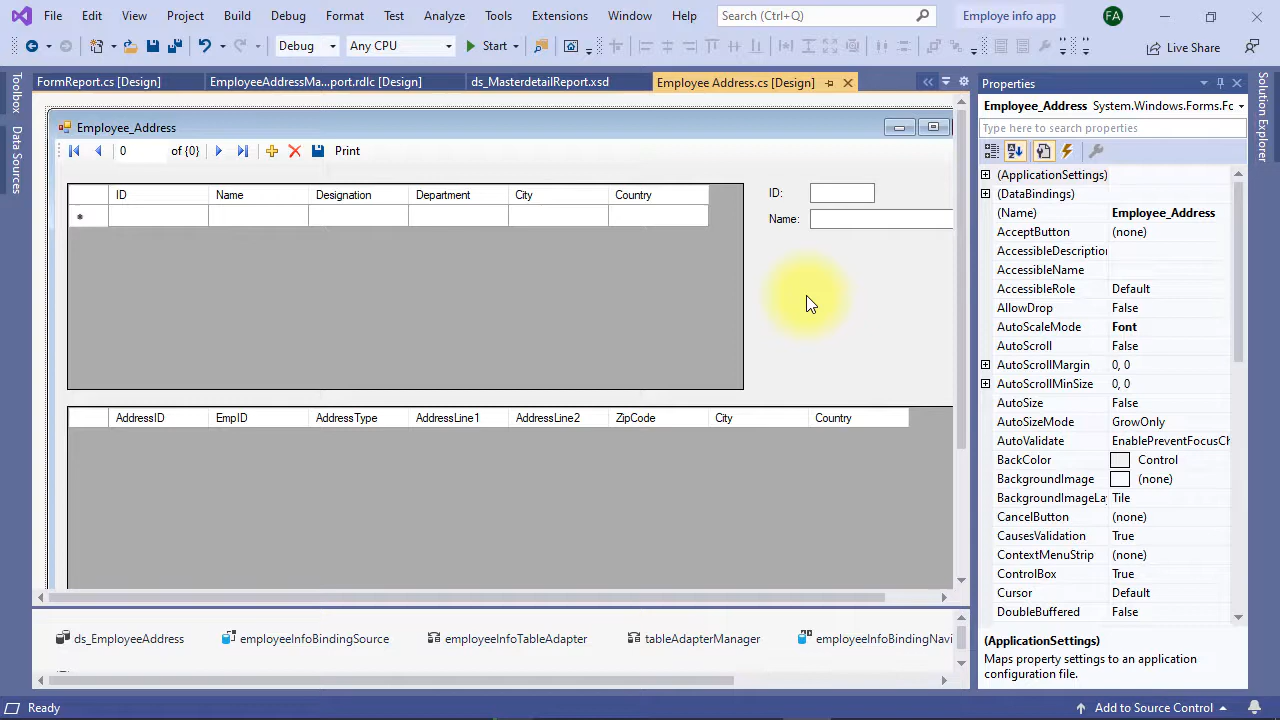 File Edit View Project Build Debug Format Test Analyze Tools Extensions Window Help Search (Ctrl+Q) Employe info app FA
Debug Any CPU Start Live Share
FormReport.cs [Design] EmployeeAddressMa...port.rdlc [Design] ds_MasterdetailReport.xsd Employee Address.cs [Design]
Toolbox
Data Sources
Employee_Address
0 of {0} Print
ID Name Designation Department City Country
*
ID:
Name:
AddressID EmpID AddressType AddressLine1 AddressLine2 ZipCode City Country
ds_EmployeeAddress employeeInfoBindingSource employeeInfoTableAdapter tableAdapterManager employeeInfoBindingNavi
Properties
Employee_Address System.Windows.Forms.Fc
Type here to search properties
(ApplicationSettings)
(DataBindings)
(Name) Employee_Address
AcceptButton (none)
AccessibleDescription
AccessibleName
AccessibleRole Default
AllowDrop False
AutoScaleMode Font
AutoScroll False
AutoScrollMargin 0, 0
AutoScrollMinSize 0, 0
AutoSize False
AutoSizeMode GrowOnly
AutoValidate EnablePreventFocusCh
BackColor Control
BackgroundImage (none)
BackgroundImageLay Tile
CancelButton (none)
CausesValidation True
ContextMenuStrip (none)
ControlBox True
Cursor Default
DoubleBuffered False
(ApplicationSettings)
Maps property settings to an application
configuration file.
Solution Explorer
Ready Add to Source Control